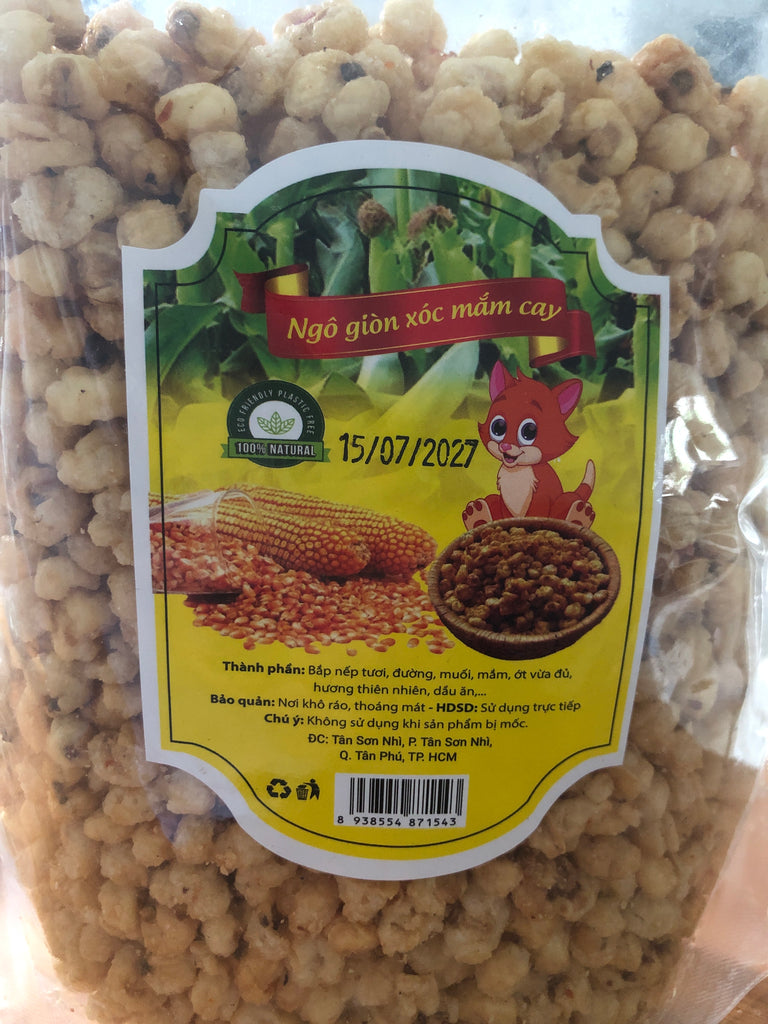 Ngô giòn xóc mắm cay
ECO FRIENDLY PLASTIC FREE
100% NATURAL
15/07/2027
Thành phần: Bắp nếp tươi, đường, muối, mắm, ớt vừa đủ,
hương thiên nhiên, dầu ăn,...
Bảo quản: Nơi khô ráo, thoáng mát - HDSD: Sử dụng trực tiếp
Chú ý: Không sử dụng khi sản phẩm bị mốc.
ĐC: Tân Sơn Nhì, P. Tân Sơn Nhì,
Q. Tân Phú, TP. HCM
8 938554 871543